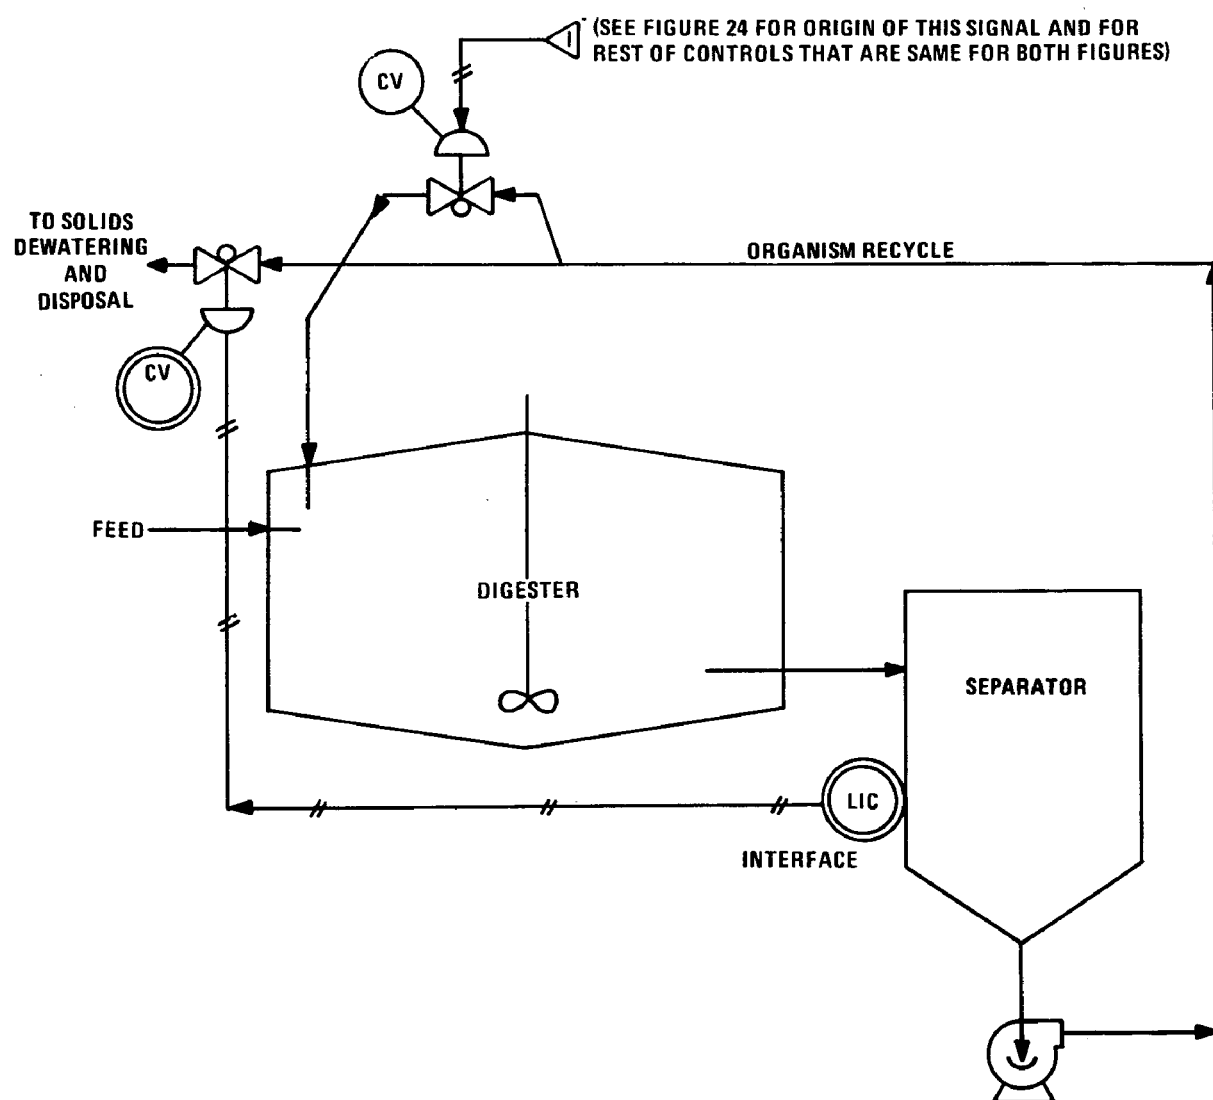 (SEE FIGURE 24 FOR ORIGIN OF THIS SIGNAL AND FOR
REST OF CONTROLS THAT ARE SAME FOR BOTH FIGURES)
1
CV
TO SOLIDS
DEWATERING
AND
DISPOSAL
ORGANISM RECYCLE
CV
FEED
DIGESTER
SEPARATOR
LIC
INTERFACE